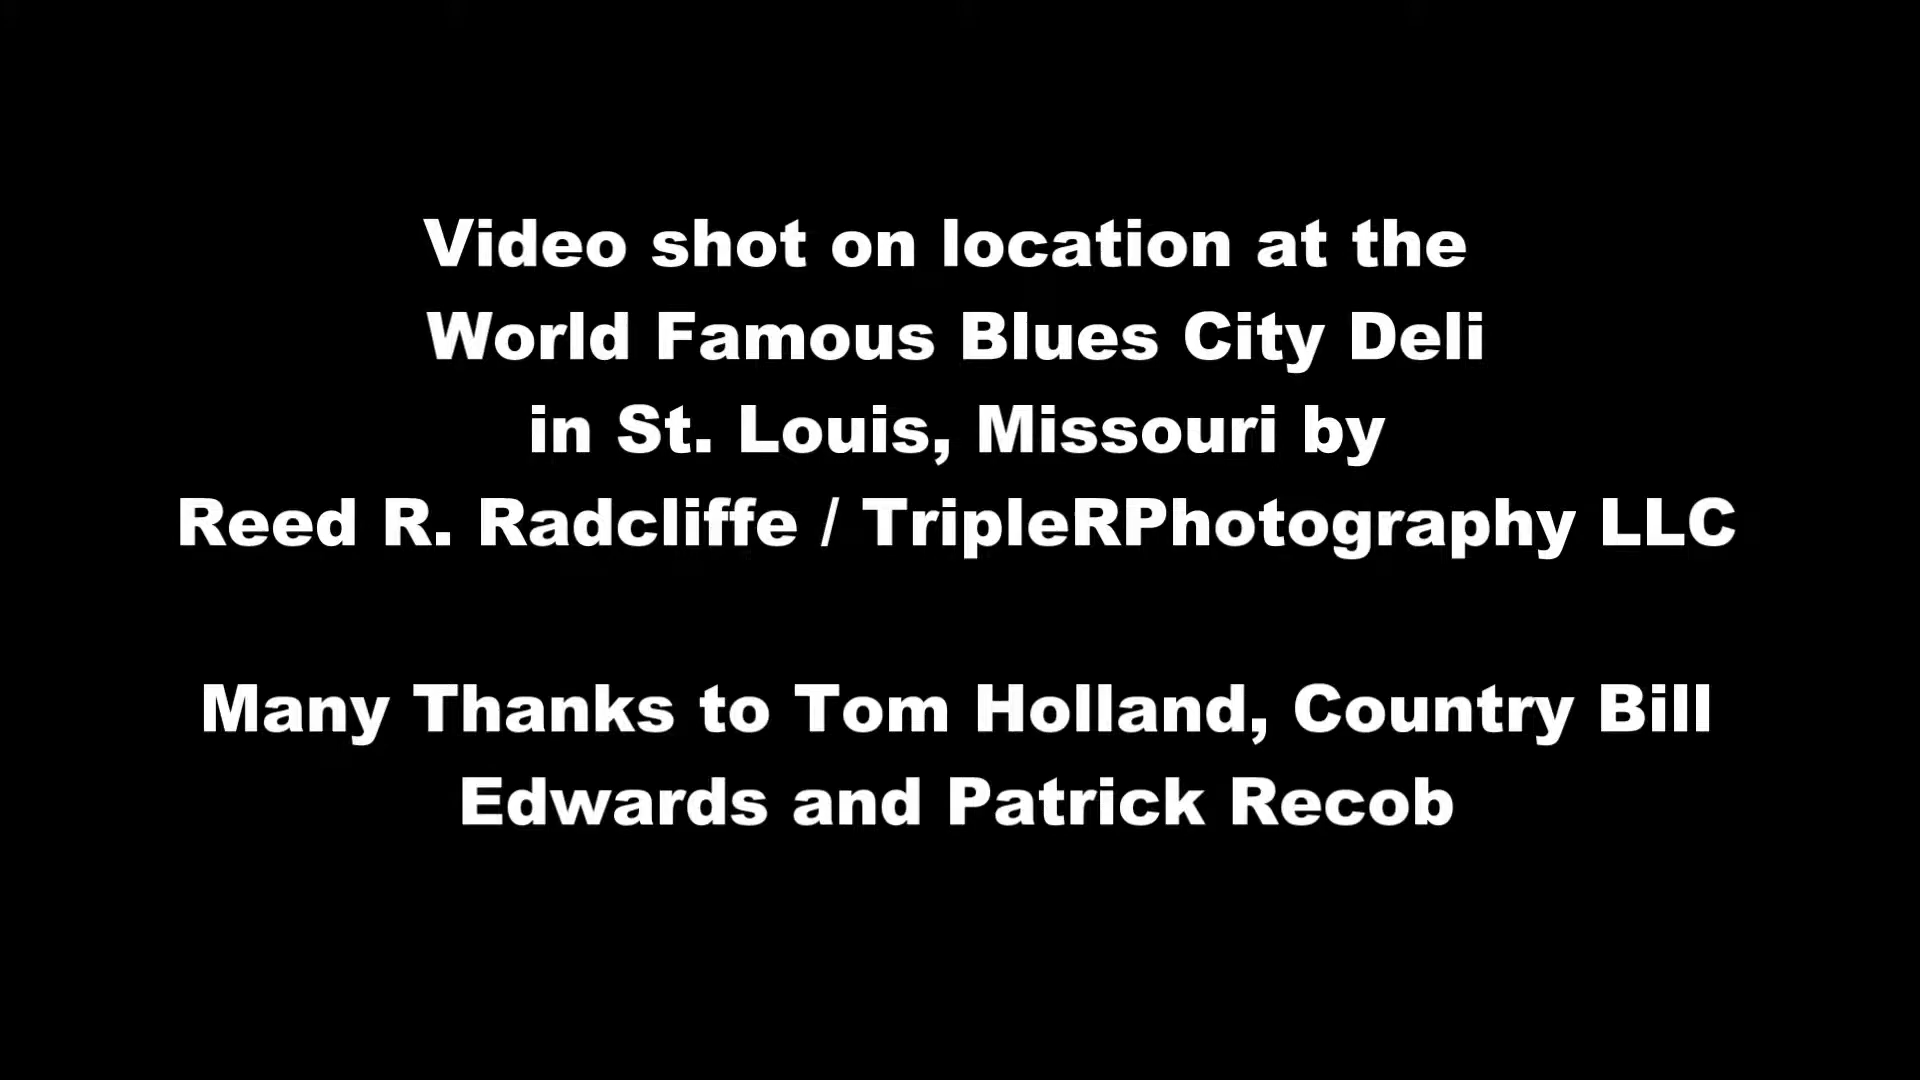 Video shot on location at the
World Famous Blues City Deli
in St. Louis, Missouri by
Reed R. Radcliffe / TripleRPhotography LLC
Many Thanks to Tom Holland, Country Bill
Edwards and Patrick Recob